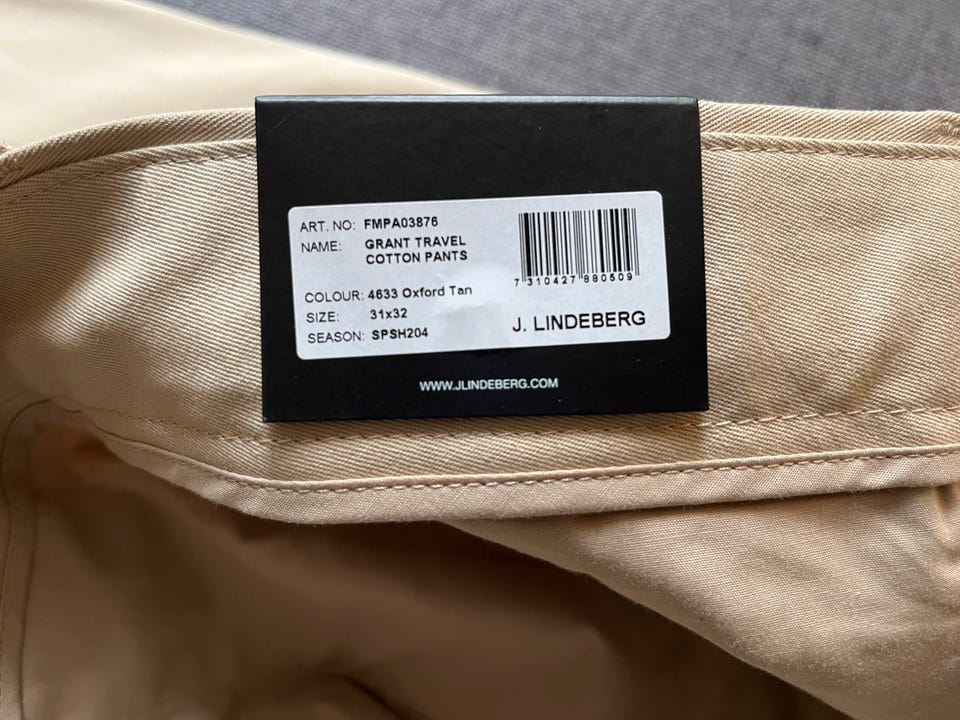 ART. NO: FMPA03876
NAME: GRANT TRAVEL
COTTON PANTS
COLOUR: 4633 Oxford Tan
SIZE: 31x32
SEASON: SPSH204
7 310427 880509
J. LINDEBERG
WWW.JLINDEBERG.COM